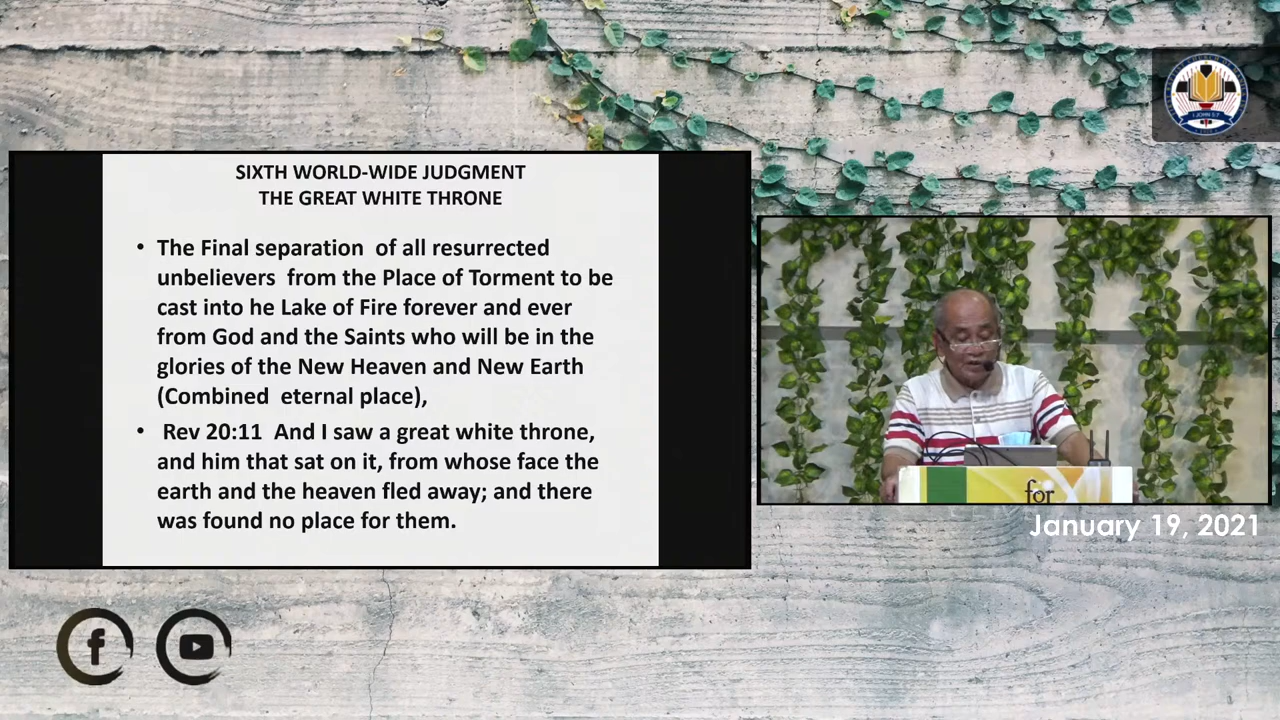 SIXTH WORLD-WIDE JUDGMENT
THE GREAT WHITE THRONE
• The Final separation of all resurrected
unbelievers from the Place of Torment to be
cast into he Lake of Fire forever and ever
from God and the Saints who will be in the
glories of the New Heaven and New Earth
(Combined eternal place),
• Rev 20:11 And I saw a great white throne,
and him that sat on it, from whose face the
earth and the heaven fled away; and there
was found no place for them.
for
January 19, 2021
I JOHN 5:7